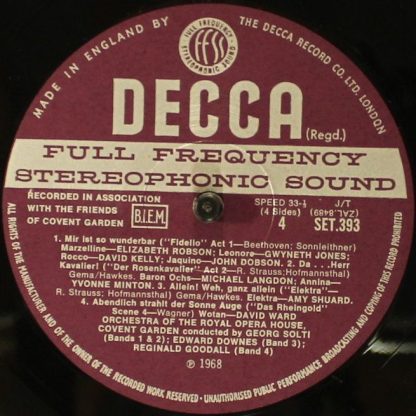 MADE IN ENGLAND BY THE DECCA RECORD CO. LTD. LONDON
FULL FREQUENCY
FFSS
STEREOPHONIC
DECCA
(Regd.)
FULL FREQUENCY
STEREOPHONIC SOUND
RECORDED IN ASSOCIATION
WITH THE FRIENDS
OF COVENT GARDEN
B.I.E.M.
SPEED 33-⅓ J/T
(4 Sides) (ZAL.8489)
4 SET.393
1. Mir ist so wunderbar ("Fidelio" Act 1—Beethoven; Sonnleithner)
Marzelline—ELIZABETH ROBSON; Leonore—GWYNETH JONES;
Rocco—DAVID KELLY; Jaquino—JOHN DOBSON. 2. Da . . Herr
Kavalier! ("Der Rosenkavalier" Act 2—R. Strauss; Hofmannsthal)
Gema/Hawkes. Baron Ochs—MICHAEL LANGDON; Annina—
YVONNE MINTON. 3. Allein! Weh, ganz allein ("Elektra"—
R. Strauss; Hofmannsthal) Gema/Hawkes. Elektra—AMY SHUARD.
4. Abendlich strahlt der Sonne Auge ("Das Rheingold"
Scene 4—Wagner) Wotan—DAVID WARD
ORCHESTRA OF THE ROYAL OPERA HOUSE,
COVENT GARDEN conducted by GEORG SOLTI
(Bands 1 & 2); EDWARD DOWNES (Band 3);
REGINALD GOODALL (Band 4)
℗ 1968
ALL RIGHTS OF THE MANUFACTURER AND OF THE OWNER OF THE RECORDED WORK RESERVED - UNAUTHORISED PUBLIC PERFORMANCE BROADCASTING AND COPYING OF THIS RECORD PROHIBITED